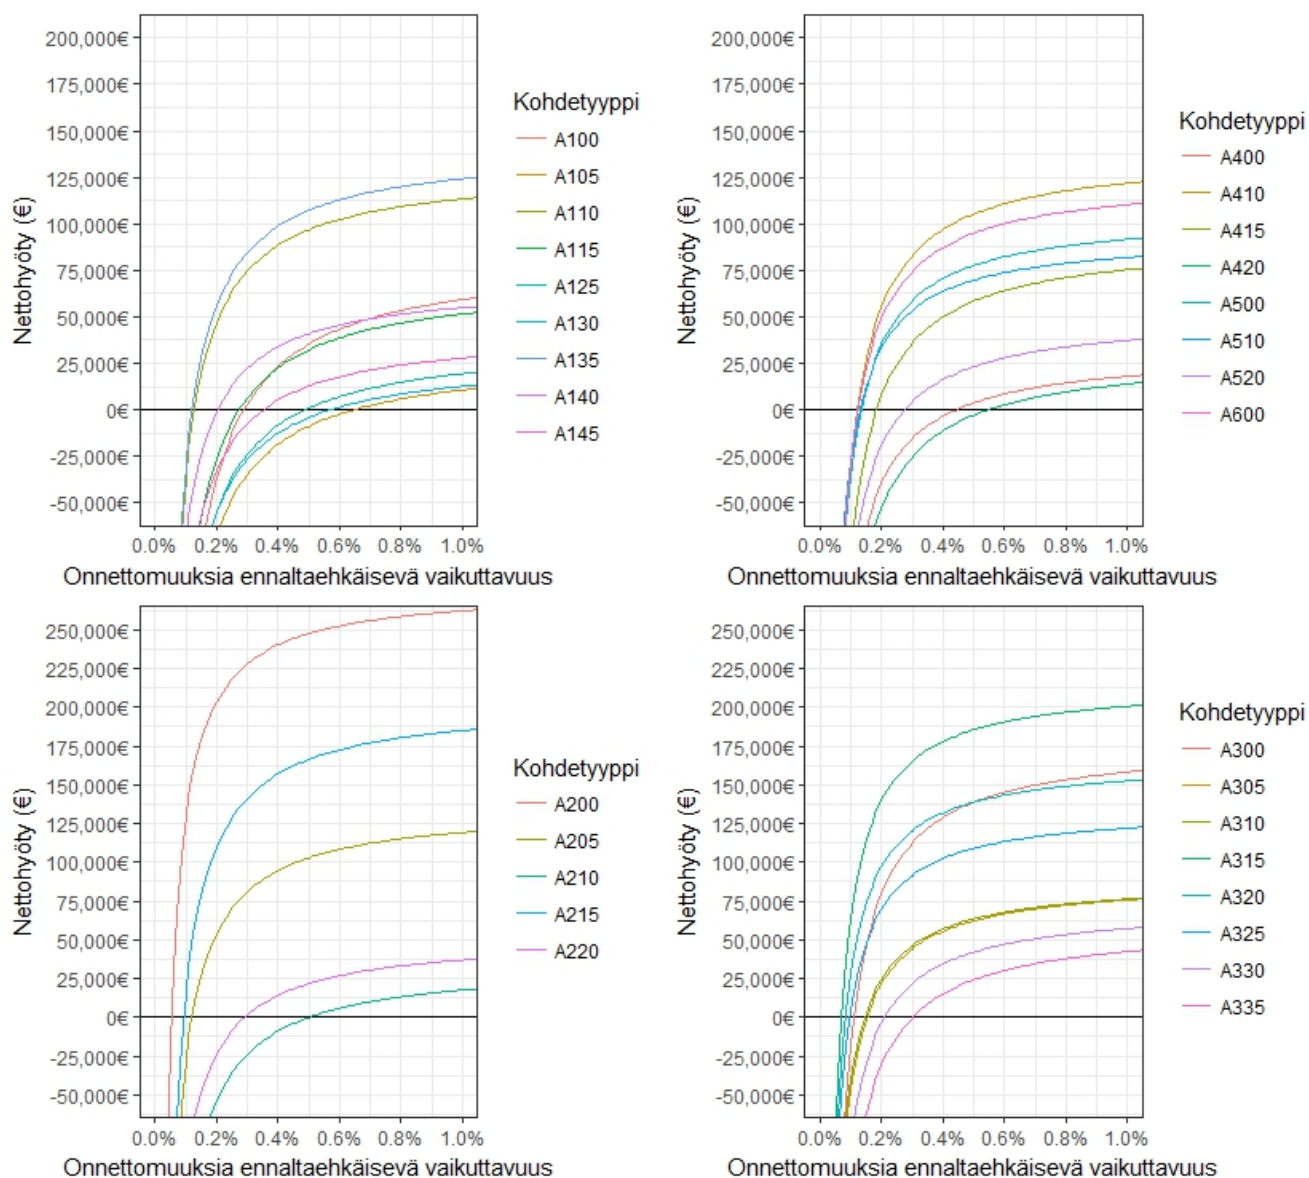 200,000€
175,000€
150,000€
125,000€
100,000€
75,000€
50,000€
25,000€
0€
-25,000€
-50,000€
Nettohyöty (€)
0.0% 0.2% 0.4% 0.6% 0.8% 1.0%
Onnettomuuksia ennaltaehkäisevä vaikuttavuus
Kohdetyyppi
A100
A105
A110
A115
A125
A130
A135
A140
A145
200,000€
175,000€
150,000€
125,000€
100,000€
75,000€
50,000€
25,000€
0€
-25,000€
-50,000€
Nettohyöty (€)
0.0% 0.2% 0.4% 0.6% 0.8% 1.0%
Onnettomuuksia ennaltaehkäisevä vaikuttavuus
Kohdetyyppi
A400
A410
A415
A420
A500
A510
A520
A600
250,000€
225,000€
200,000€
175,000€
150,000€
125,000€
100,000€
75,000€
50,000€
25,000€
0€
-25,000€
-50,000€
Nettohyöty (€)
0.0% 0.2% 0.4% 0.6% 0.8% 1.0%
Onnettomuuksia ennaltaehkäisevä vaikuttavuus
Kohdetyyppi
A200
A205
A210
A215
A220
250,000€
225,000€
200,000€
175,000€
150,000€
125,000€
100,000€
75,000€
50,000€
25,000€
0€
-25,000€
-50,000€
Nettohyöty (€)
0.0% 0.2% 0.4% 0.6% 0.8% 1.0%
Onnettomuuksia ennaltaehkäisevä vaikuttavuus
Kohdetyyppi
A300
A305
A310
A315
A320
A325
A330
A335